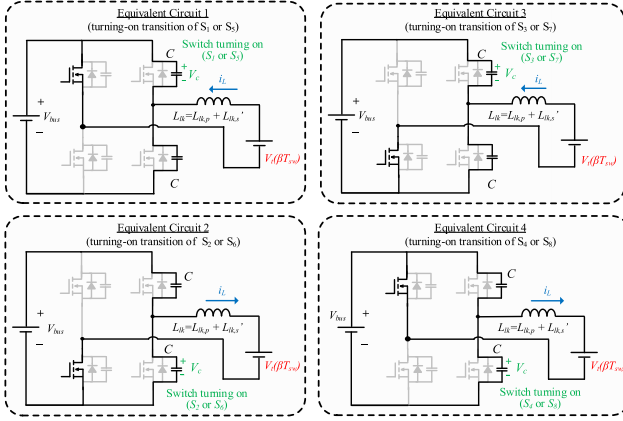 Equivalent Circuit 1
(turning-on transition of S1 or S5)
Switch turning on
(S1 or S5)
C
+
Vc
-
iL
+
Vbus
−
Llk=Llk,p + Llk,s'
C
Vt(βTsw)
Equivalent Circuit 3
(turning-on transition of S3 or S7)
Switch turning on
(S3 or S7)
C
+
Vc
-
iL
+
Vbus
−
Llk=Llk,p + Llk,s'
C
Vt(βTsw)
Equivalent Circuit 2
(turning-on transition of S2 or S6)
C
iL
+
Vbus
−
Llk=Llk,p + Llk,s'
C
+
Vc
-
Vt(βTsw)
Switch turning on
(S2 or S6)
Equivalent Circuit 4
(turning-on transition of S4 or S8)
C
iL
+
Vbus
−
Llk=Llk,p + Llk,s'
C
+
Vc
-
Vt(βTsw)
Switch turning on
(S4 or S8)